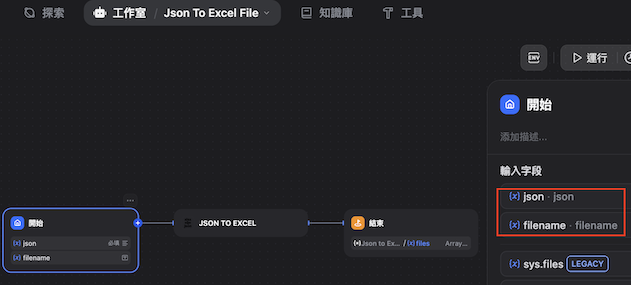 探索
工作室 / Json To Excel File
知識庫
工具
ENV
運行
開始
添加描述...
輸入字段
{x} json · json
{x} filename · filename
{x} sys.files LEGACY
開始
{x} json 必填
{x} filename
JSON TO EXCEL
結束
{x} Json to Ex... / {x} files Array...